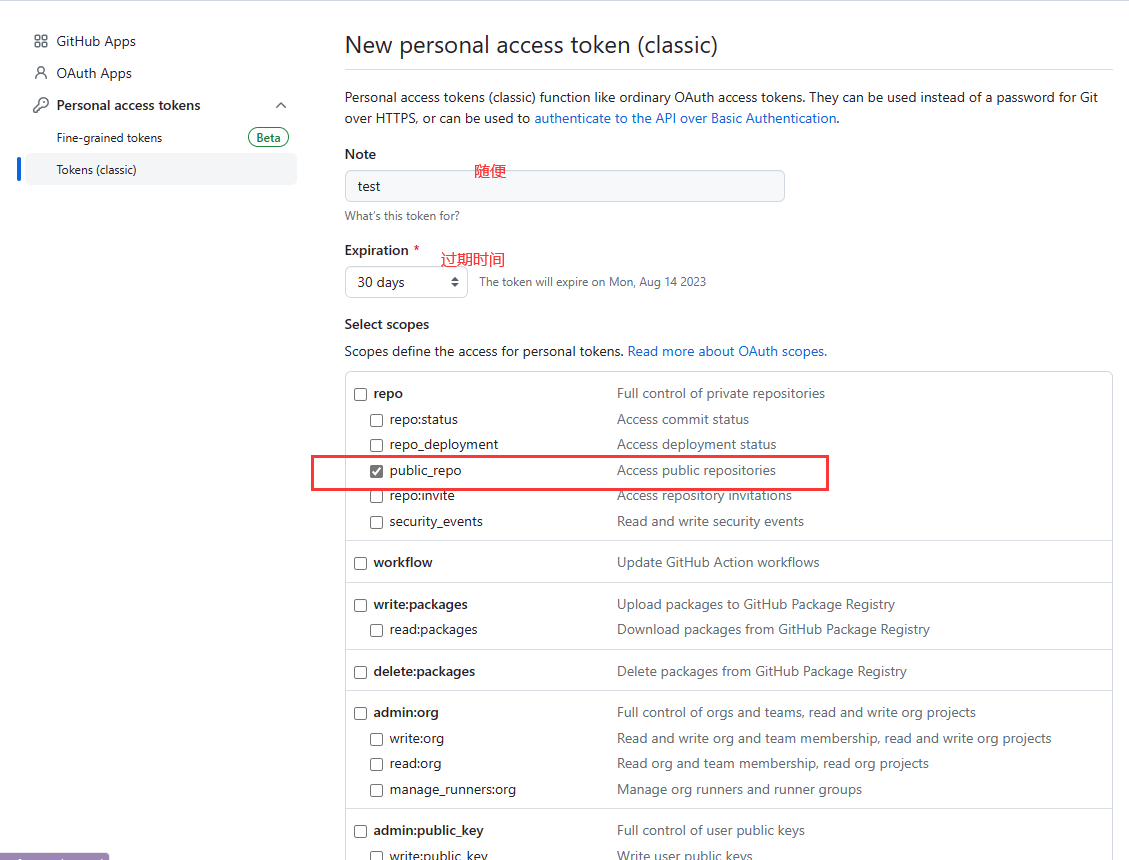 GitHub Apps
OAuth Apps
Personal access tokens
Fine-grained tokens Beta
Tokens (classic)
New personal access token (classic)
Personal access tokens (classic) function like ordinary OAuth access tokens. They can be used instead of a password for Git
over HTTPS, or can be used to authenticate to the API over Basic Authentication.
Note
随便
test
What's this token for?
Expiration *
过期时间
30 days The token will expire on Mon, Aug 14 2023
Select scopes
Scopes define the access for personal tokens. Read more about OAuth scopes.
repo Full control of private repositories
repo:status Access commit status
repo_deployment Access deployment status
public_repo Access public repositories
repo:invite Access repository invitations
security_events Read and write security events
workflow Update GitHub Action workflows
write:packages Upload packages to GitHub Package Registry
read:packages Download packages from GitHub Package Registry
delete:packages Delete packages from GitHub Package Registry
admin:org Full control of orgs and teams, read and write org projects
write:org Read and write org and team membership, read and write org projects
read:org Read org and team membership, read org projects
manage_runners:org Manage org runners and runner groups
admin:public_key Full control of user public keys
write:public_key Write user public keys